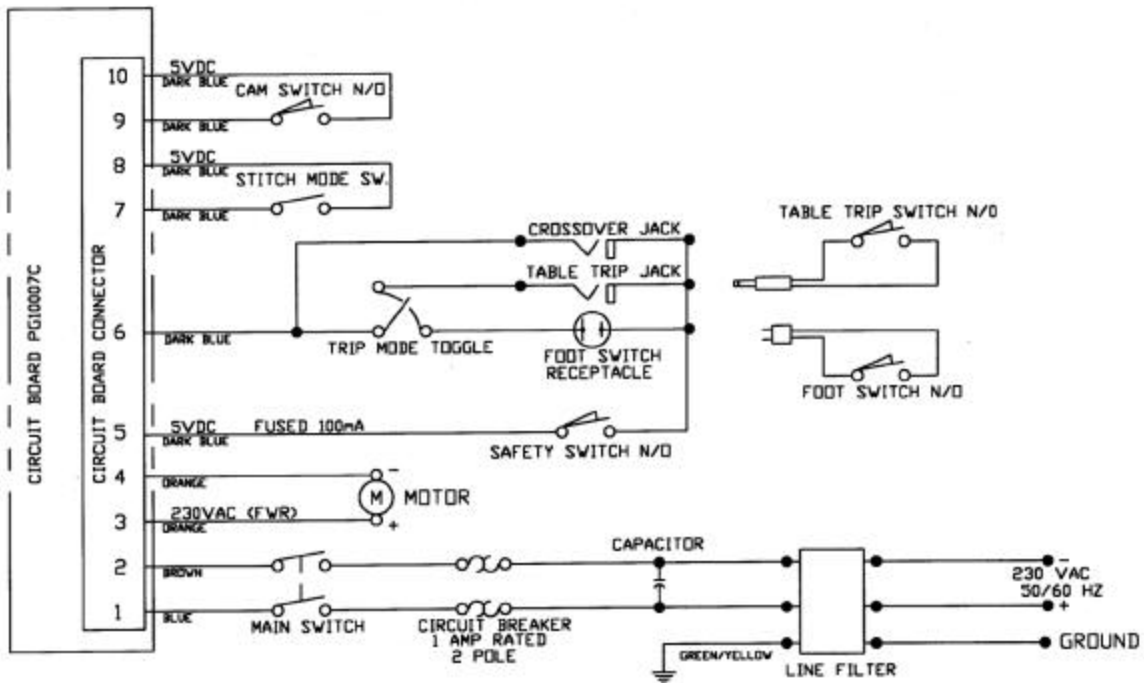 CIRCUIT BOARD PG10007C
CIRCUIT BOARD CONNECTOR
10
5VDC
DARK BLUE
CAM SWITCH N/O
9
DARK BLUE
8
5VDC
DARK BLUE
STITCH MODE SW.
7
DARK BLUE
CROSSOVER JACK
TABLE TRIP JACK
TABLE TRIP SWITCH N/O
6
DARK BLUE
TRIP MODE TOGGLE
FOOT SWITCH
RECEPTACLE
FOOT SWITCH N/O
5
5VDC
FUSED 100mA
DARK BLUE
SAFETY SWITCH N/O
4
ORANGE
-
M
MOTOR
3
230VAC (FWR)
ORANGE
+
2
BROWN
CAPACITOR
-
230 VAC
50/60 HZ
+
1
BLUE
MAIN SWITCH
CIRCUIT BREAKER
1 AMP RATED
2 POLE
GREEN/YELLOW
LINE FILTER
GROUND